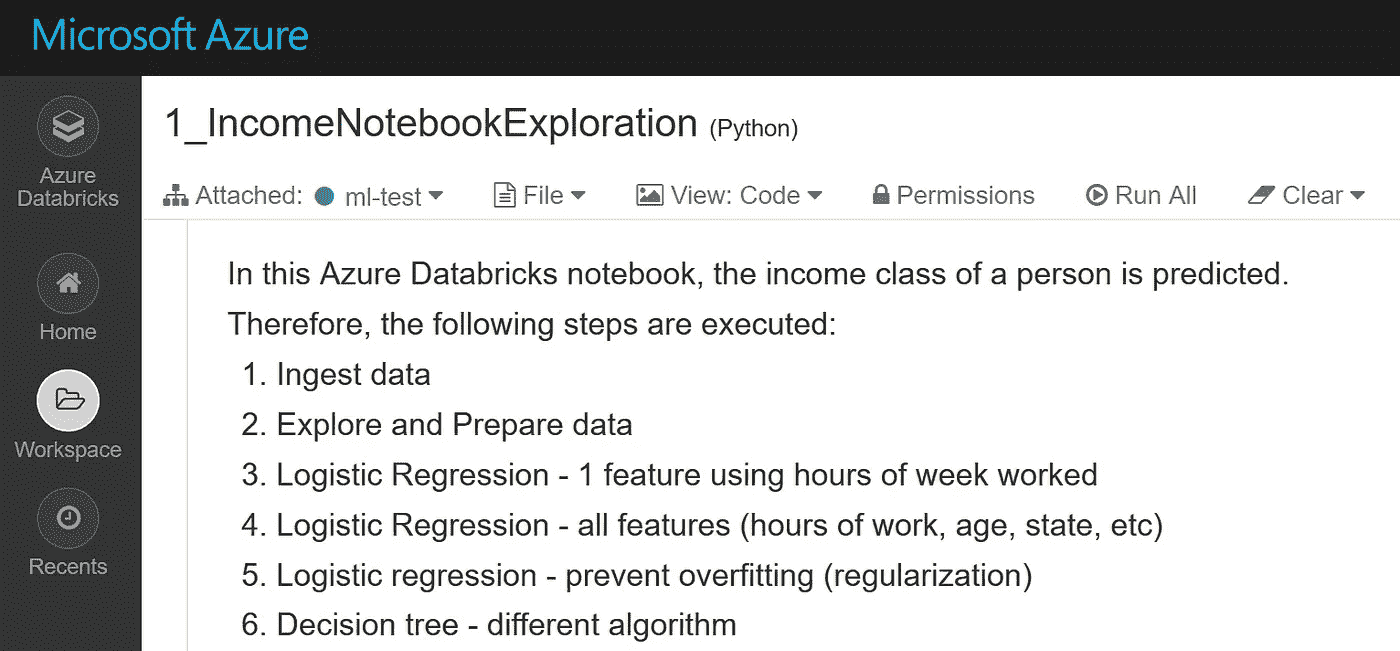 Microsoft Azure
Azure
Databricks
Home
Workspace
Recents
1_IncomeNotebookExploration (Python)
Attached: ml-test File View: Code Permissions Run All Clear
In this Azure Databricks notebook, the income class of a person is predicted.
Therefore, the following steps are executed:
1. Ingest data
2. Explore and Prepare data
3. Logistic Regression - 1 feature using hours of week worked
4. Logistic Regression - all features (hours of work, age, state, etc)
5. Logistic regression - prevent overfitting (regularization)
6. Decision tree - different algorithm